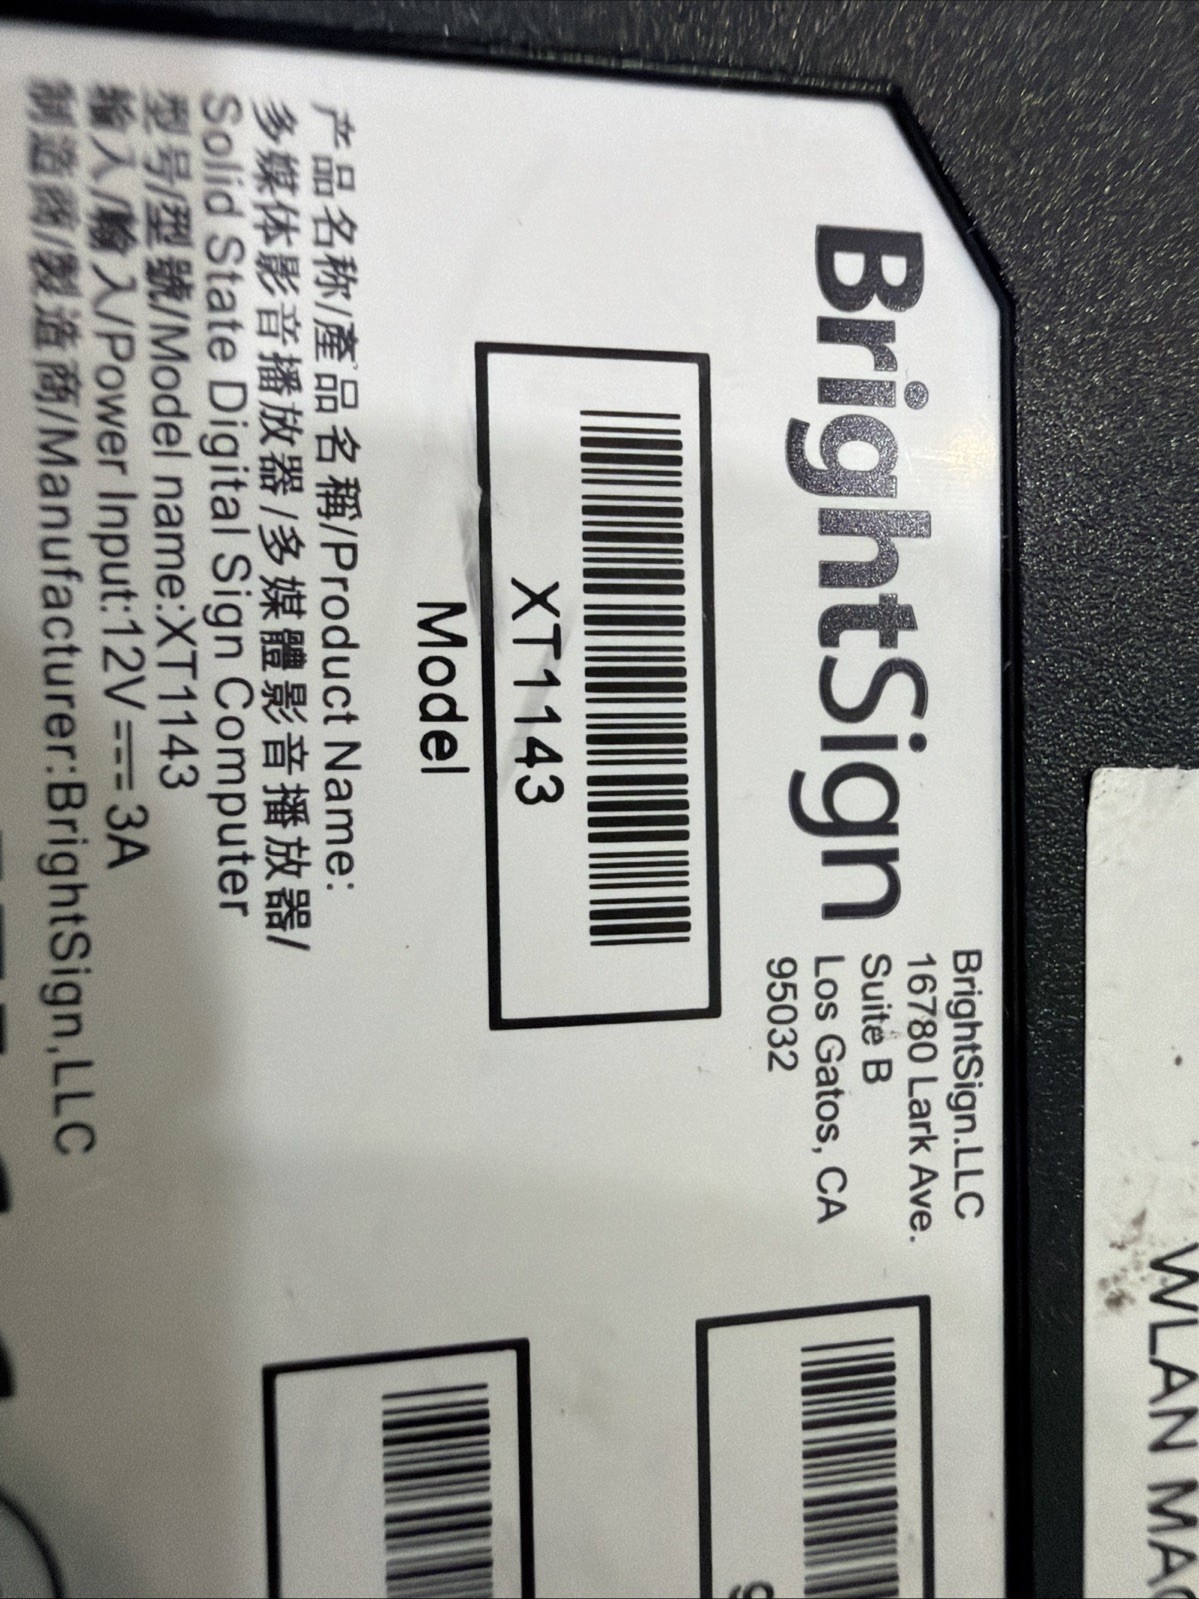 BrightSign
BrightSign.LLC
16780 Lark Ave.
Suite B
Los Gatos, CA
95032
XT1143
Model
产品名称/產品名稱/Product Name:
多媒体影音播放器/多媒體影音播放器/
Solid State Digital Sign Computer
型号/型號/Model name:XT1143
输入/輸入/Power Input:12V⎓3A
制造商/製造商/Manufacturer:BrightSign,LLC
9
WLAN MAC